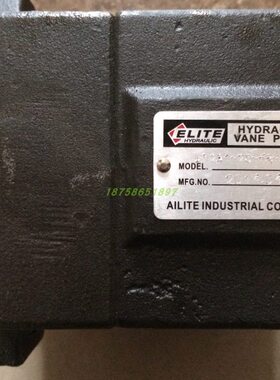 ELITE HYDRA
HYDRAULIC VANE P
MODEL.
18758651897
MFG.NO.
AILITE INDUSTRIAL CO